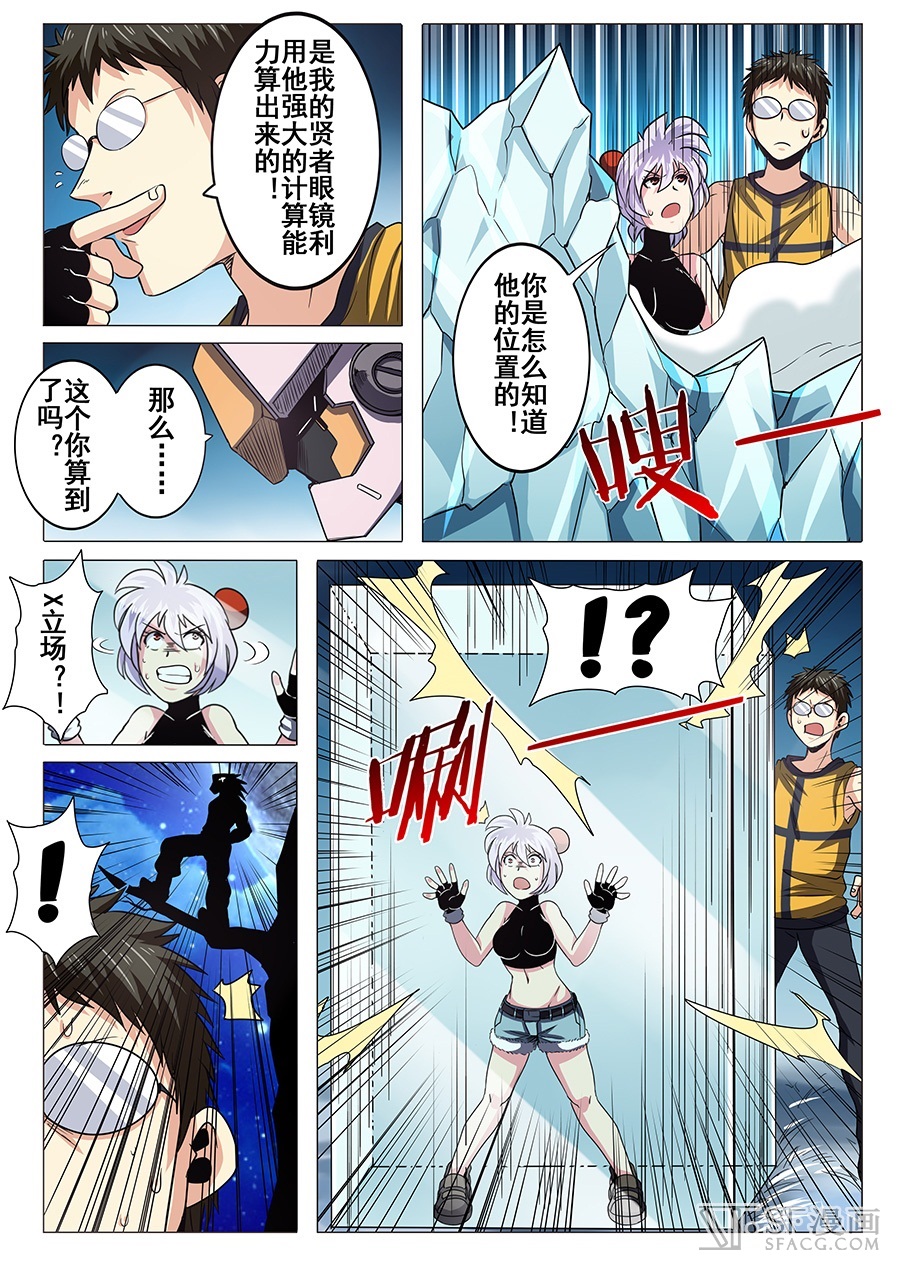 你是怎么知道
他的位置的！
嗖
是我的贤者眼镜利
用他强大的计算能
力算出来的！
那么……
这个你算到
了吗？
！？
唰
X立场？！
！
SF漫画
SFACG.COM